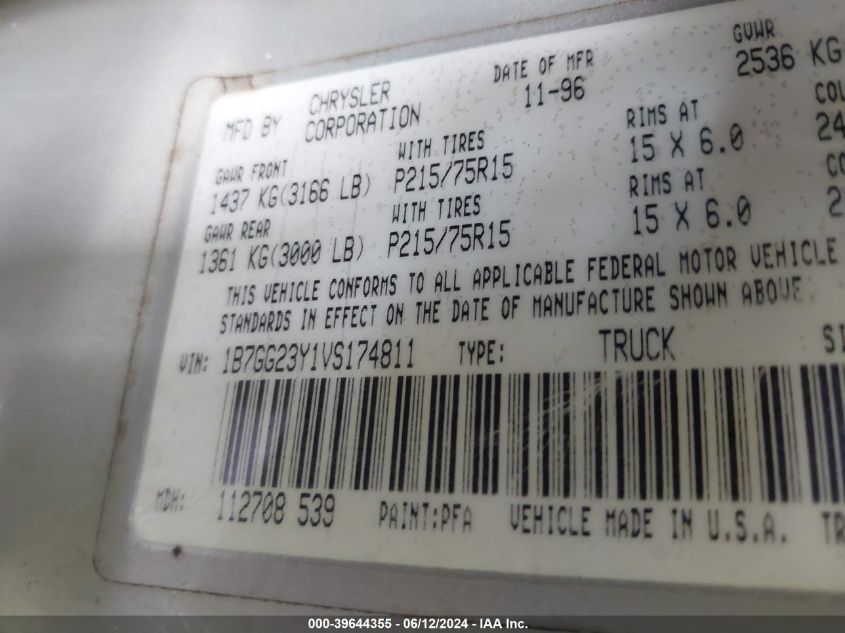 MFD BY CHRYSLER CORPORATION DATE OF MFR 11-96 GVWR 2536 KG
GAWR FRONT WITH TIRES RIMS AT
1437 KG(3166 LB) P215/75R15 15 X 6.0
GAWR REAR WITH TIRES RIMS AT
1361 KG(3000 LB) P215/75R15 15 X 6.0
THIS VEHICLE CONFORMS TO ALL APPLICABLE FEDERAL MOTOR VEHICLE
STANDARDS IN EFFECT ON THE DATE OF MANUFACTURE SHOWN ABOVE.
VIN: 1B7GG23Y1VS174811 TYPE: TRUCK
MDH: 112708 539 PAINT:PFA VEHICLE MADE IN U.S.A.
000-39644355 - 06/12/2024 - IAA Inc.